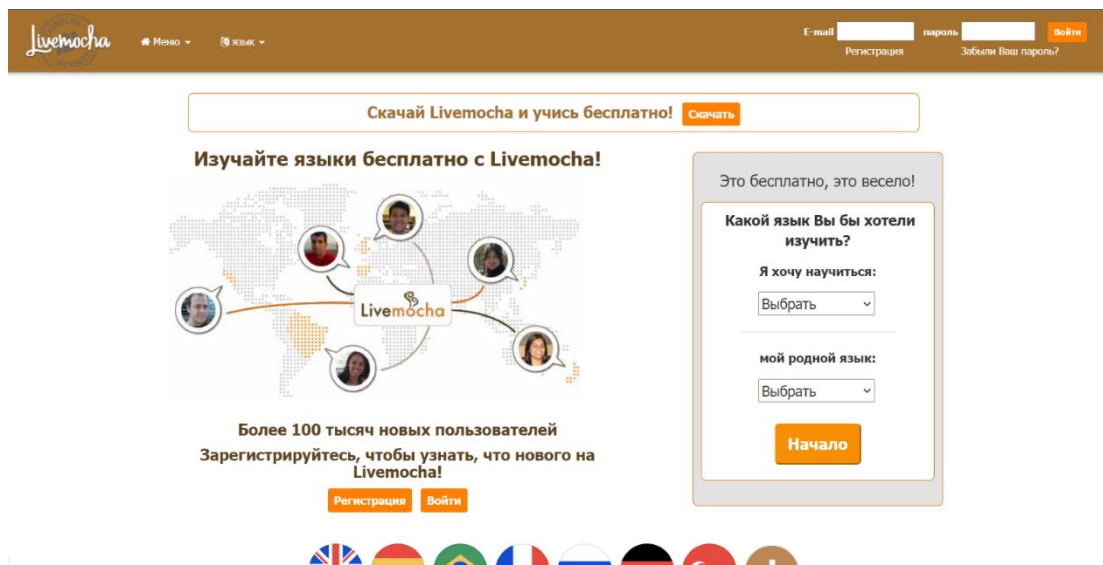 Livemocha
Меню
язык
E-mail
пароль
Войти
Регистрация
Забыли Ваш пароль?
Скачай Livemocha и учись бесплатно! Скачать
Изучайте языки бесплатно с Livemocha!
Livemocha
Более 100 тысяч новых пользователей
Зарегистрируйтесь, чтобы узнать, что нового на
Livemocha!
Регистрация Войти
Это бесплатно, это весело!
Какой язык Вы бы хотели
изучить?
Я хочу научиться:
Выбрать
мой родной язык:
Выбрать
Начало